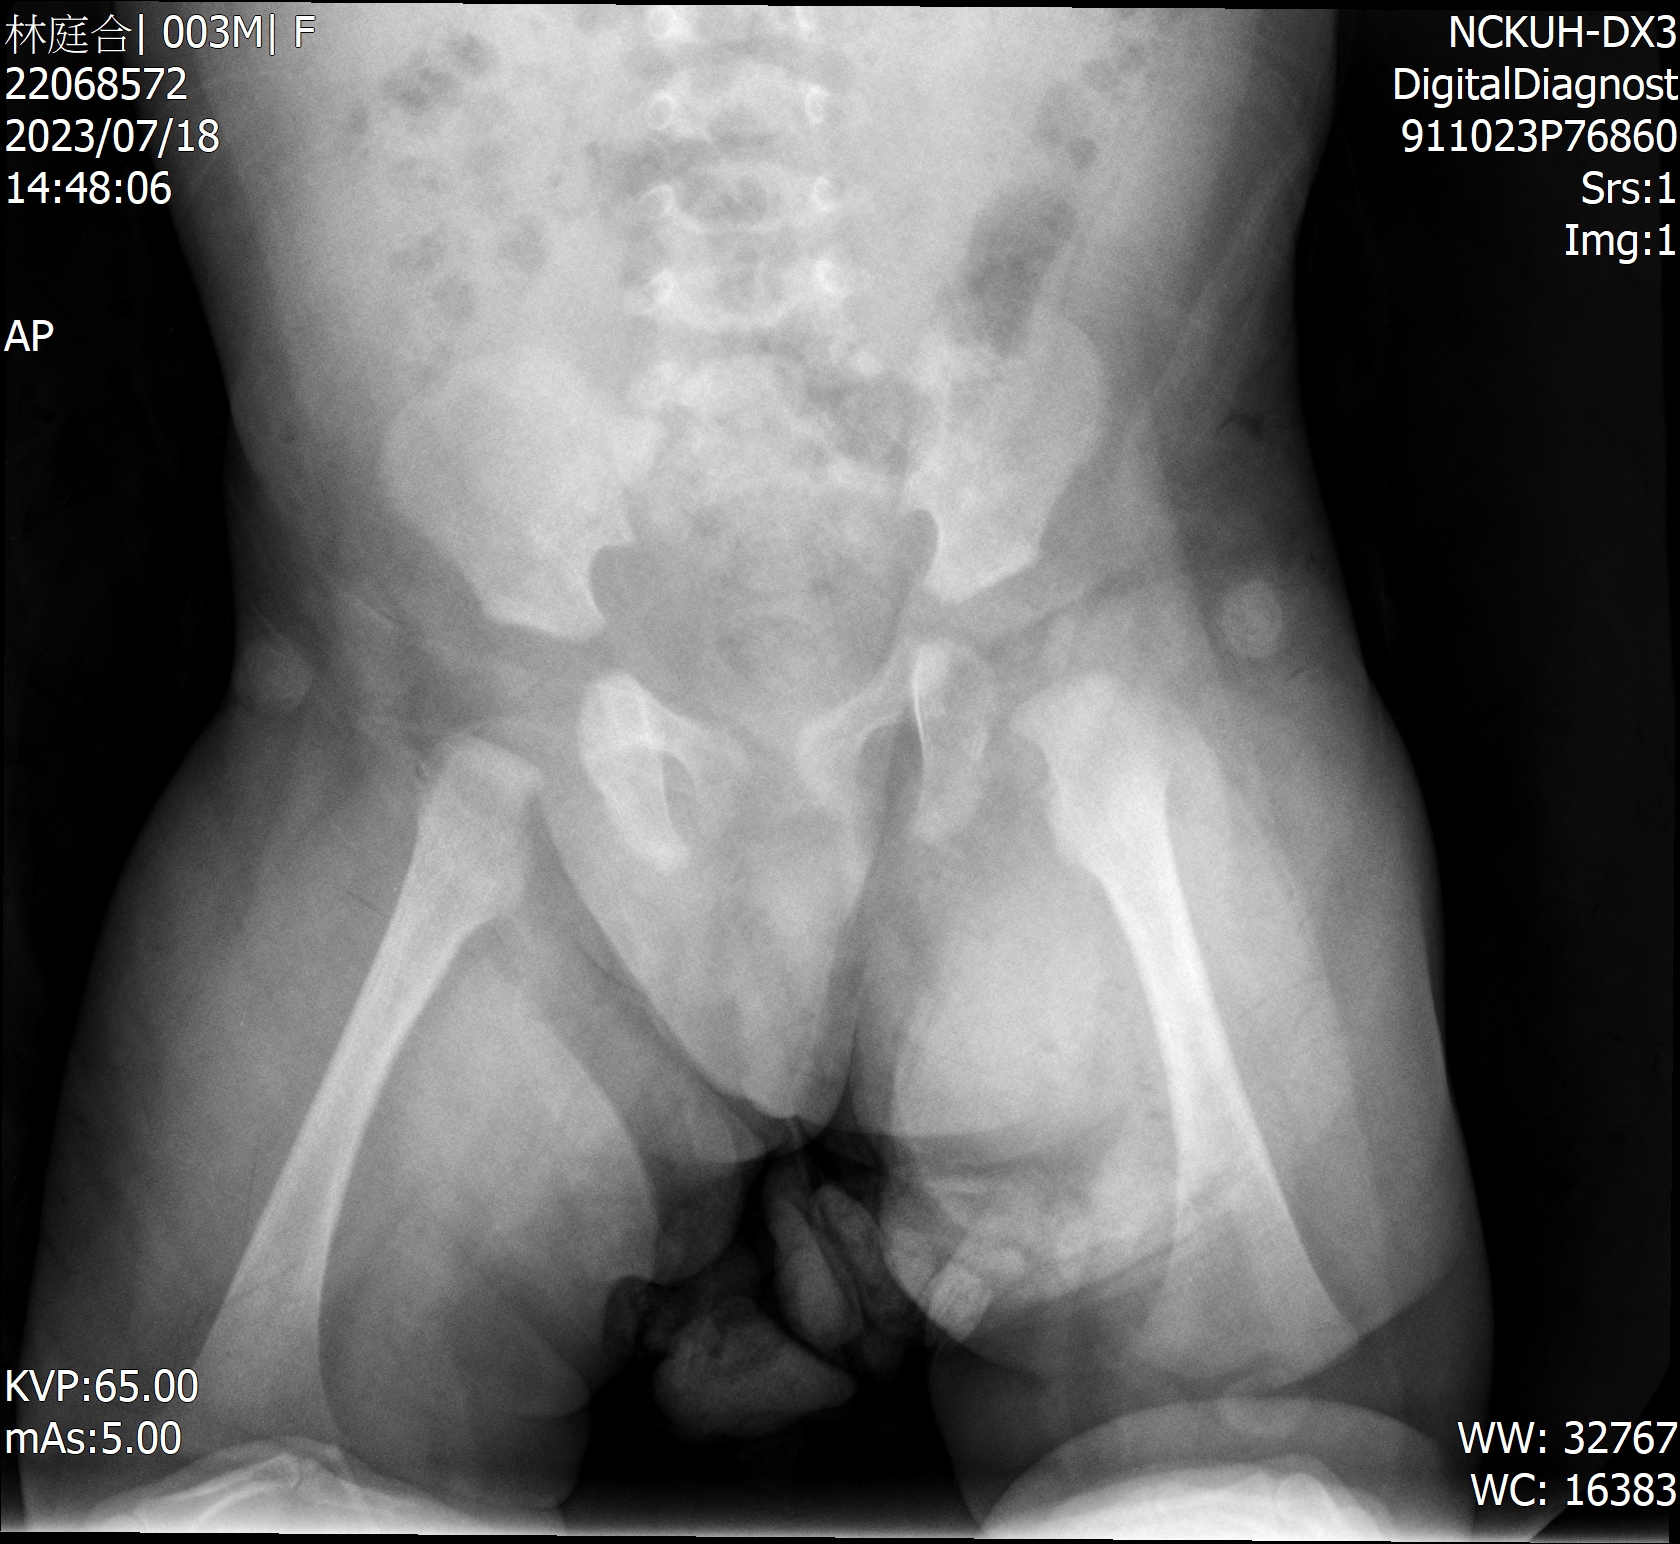 林庭合| 003M| F
22068572
2023/07/18
14:48:06
AP
NCKUH-DX3
DigitalDiagnost
911023P76860
Srs:1
Img:1
KVP:65.00
mAs:5.00
WW: 32767
WC: 16383